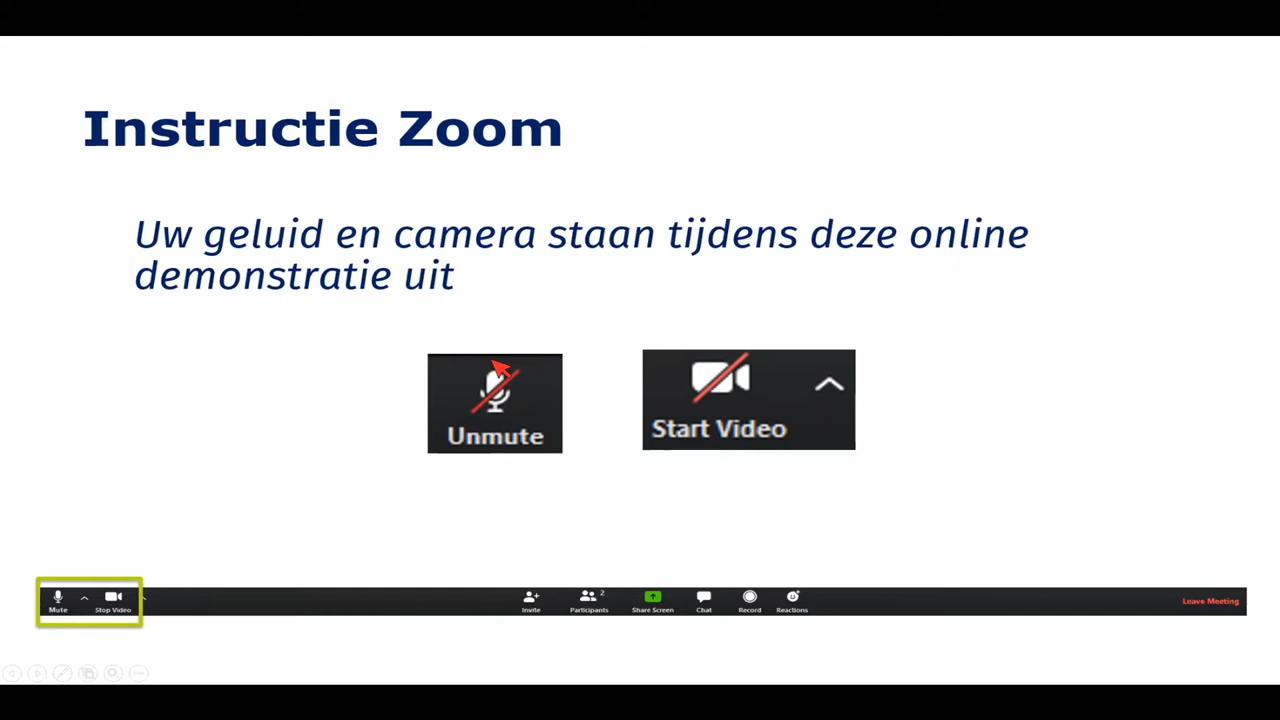 Instructie Zoom
Uw geluid en camera staan tijdens deze online
demonstratie uit
Unmute
Start Video
Mute
Stop Video
Invite
Participants
2
Share Screen
Chat
Record
Reactions
Leave Meeting